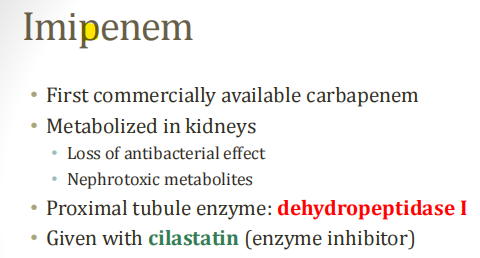 Imipenem
• First commercially available carbapenem
• Metabolized in kidneys
• Loss of antibacterial effect
• Nephrotoxic metabolites
• Proximal tubule enzyme: dehydropeptidase I
• Given with cilastatin (enzyme inhibitor)